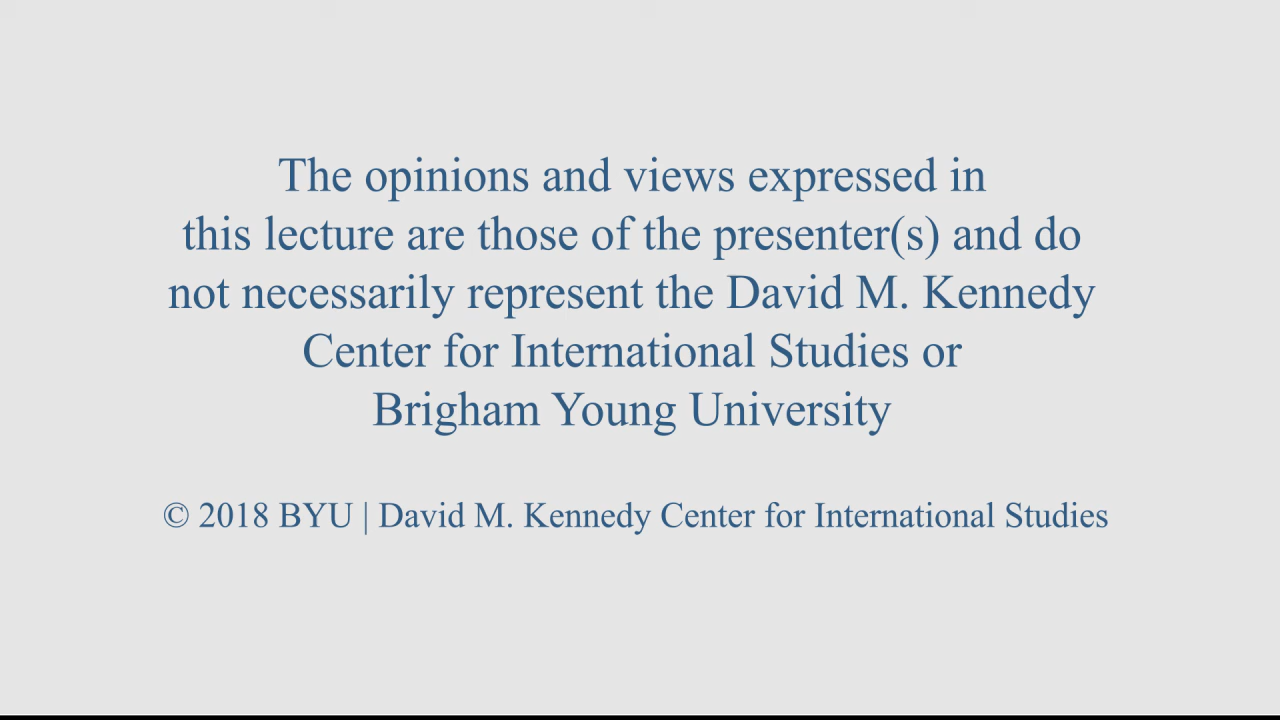 The opinions and views expressed in
this lecture are those of the presenter(s) and do
not necessarily represent the David M. Kennedy
Center for International Studies or
Brigham Young University
© 2018 BYU | David M. Kennedy Center for International Studies